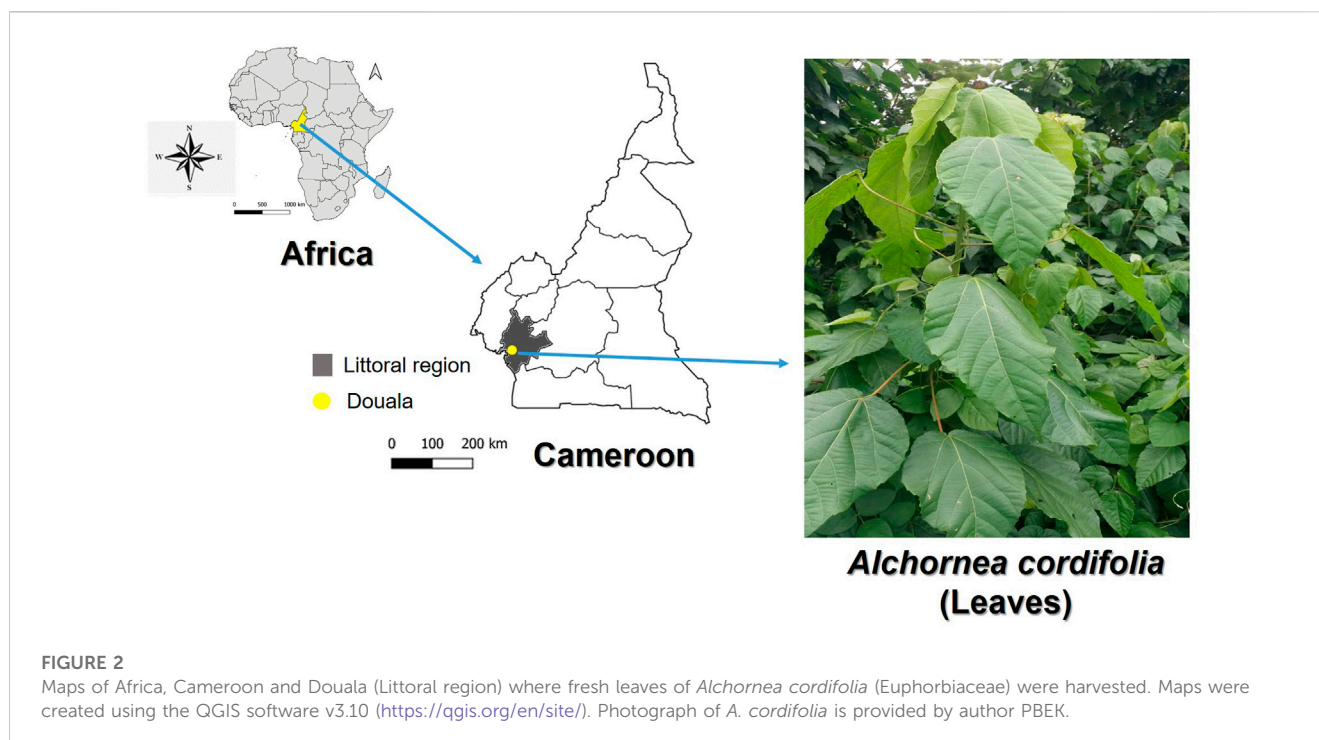 N
W E
S
0 500 1000 km
Africa
Littoral region
Douala
0 100 200 km
Cameroon
Alchornea cordifolia
(Leaves)
FIGURE 2
Maps of Africa, Cameroon and Douala (Littoral region) where fresh leaves of Alchornea cordifolia (Euphorbiaceae) were harvested. Maps were
created using the QGIS software v3.10 (https://qgis.org/en/site/). Photograph of A. cordifolia is provided by author PBEK.